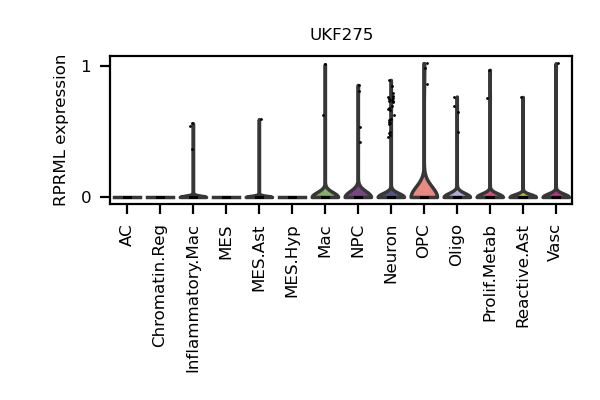 UKF275
RPRML expression
1
0
AC
Chromatin.Reg
Inflammatory.Mac
MES
MES.Ast
MES.Hyp
Mac
NPC
Neuron
OPC
Oligo
Prolif.Metab
Reactive.Ast
Vasc